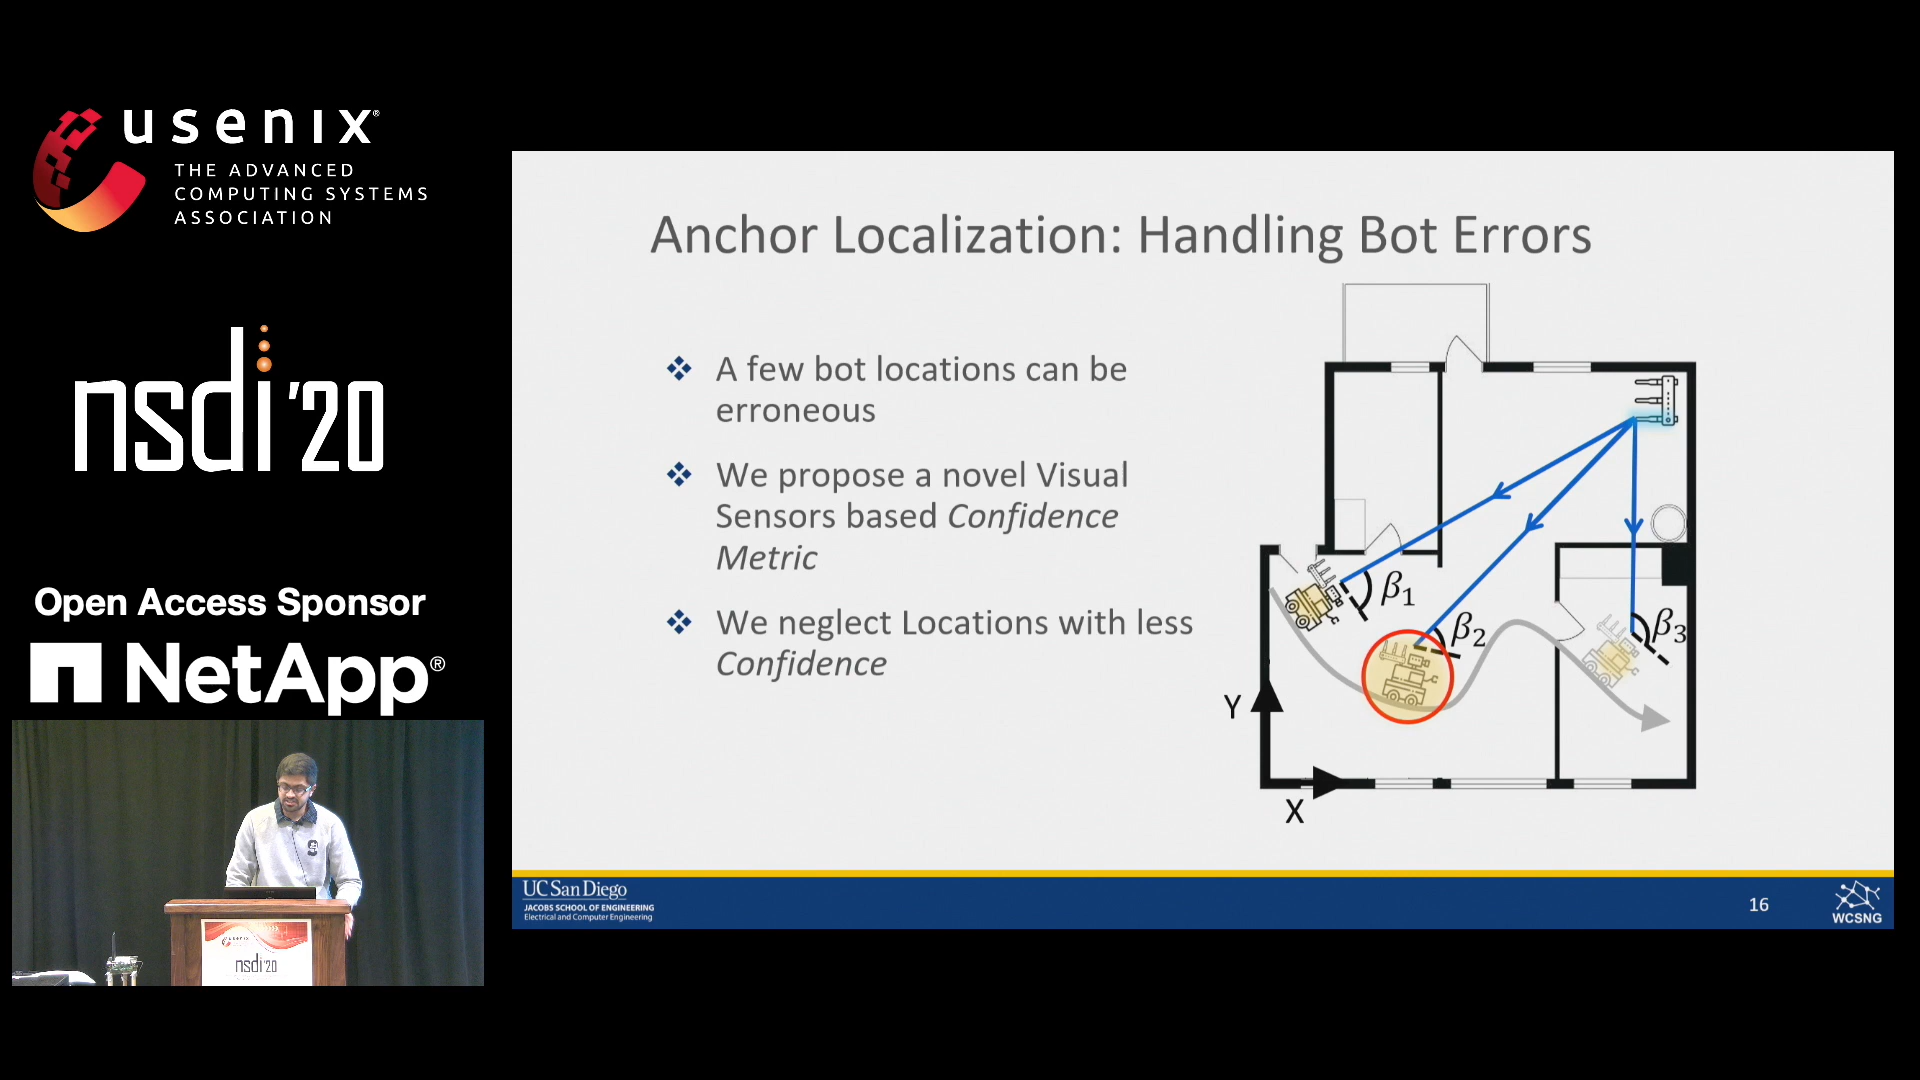 usenix®
THE ADVANCED
COMPUTING SYSTEMS
ASSOCIATION
nsdi '20
Open Access Sponsor
NetApp®
Anchor Localization: Handling Bot Errors
❖ A few bot locations can be
erroneous
❖ We propose a novel Visual
Sensors based Confidence
Metric
❖ We neglect Locations with less
Confidence
β1
β2
β3
Y
X
UC San Diego
JACOBS SCHOOL OF ENGINEERING
Electrical and Computer Engineering
16
WCSNG
usenix
nsdi '20